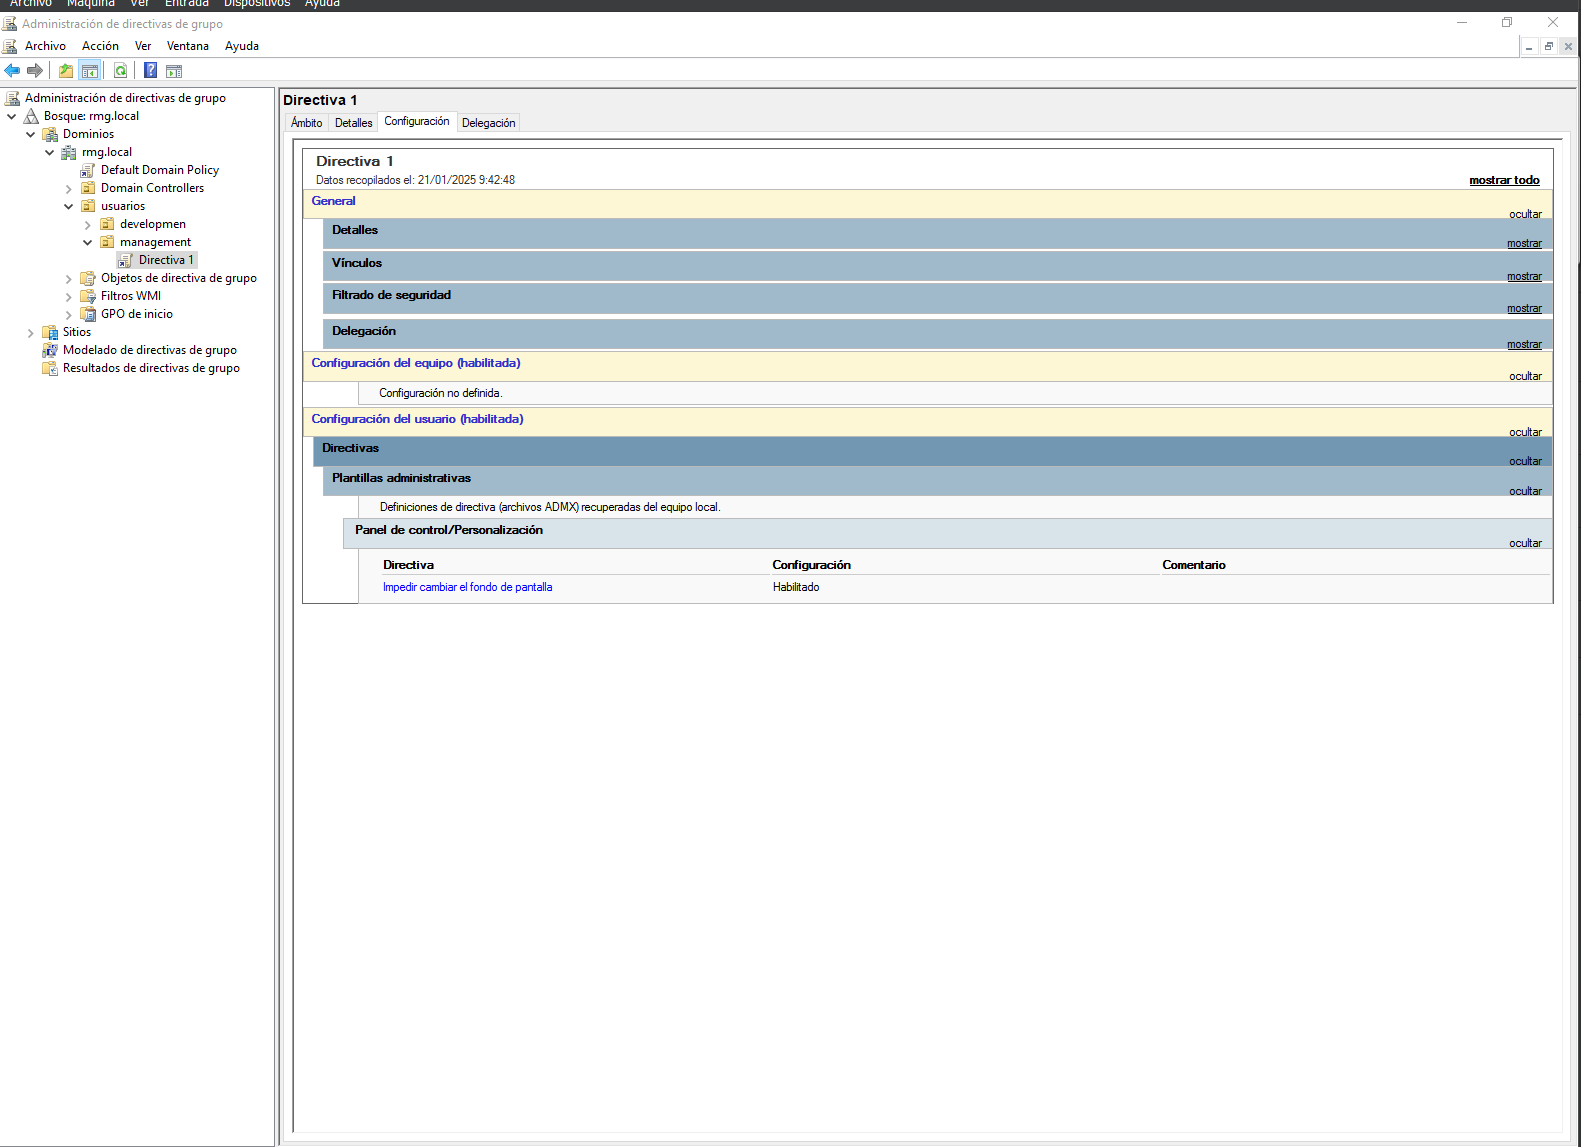 Archivo Máquina Ver Entrada Dispositivos Ayuda
Administración de directivas de grupo
Archivo Acción Ver Ventana Ayuda
Administración de directivas de grupo
Bosque: rmg.local
Dominios
rmg.local
Default Domain Policy
Domain Controllers
usuarios
developmen
management
Directiva 1
Objetos de directiva de grupo
Filtros WMI
GPO de inicio
Sitios
Modelado de directivas de grupo
Resultados de directivas de grupo
Directiva 1
Ámbito Detalles Configuración Delegación
Directiva 1
Datos recopilados el: 21/01/2025 9:42:48
mostrar todo
General
ocultar
Detalles
mostrar
Vínculos
mostrar
Filtrado de seguridad
mostrar
Delegación
mostrar
Configuración del equipo (habilitada)
ocultar
Configuración no definida.
Configuración del usuario (habilitada)
ocultar
Directivas
ocultar
Plantillas administrativas
ocultar
Definiciones de directiva (archivos ADMX) recuperadas del equipo local.
Panel de control/Personalización
ocultar
Directiva Configuración Comentario
Impedir cambiar el fondo de pantalla Habilitado